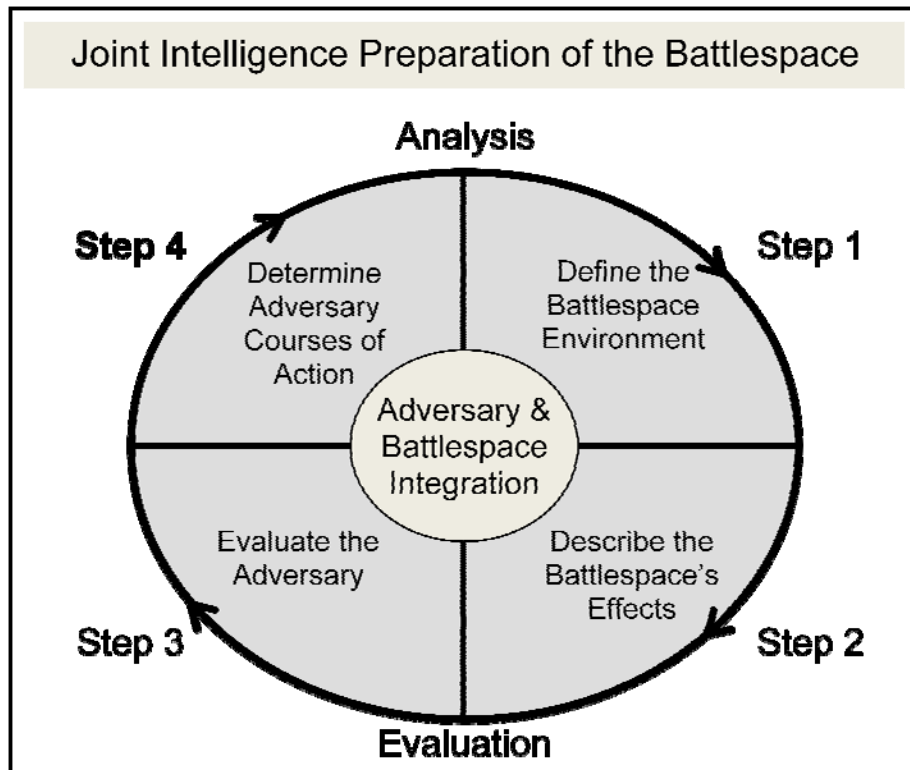 Joint Intelligence Preparation of the Battlespace
Analysis
Step 4
Step 1
Determine
Adversary
Courses of
Action
Define the
Battlespace
Environment
Adversary &
Battlespace
Integration
Evaluate the
Adversary
Describe the
Battlespace's
Effects
Step 3
Step 2
Evaluation